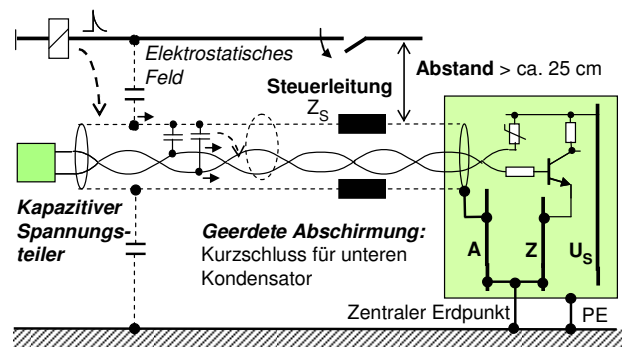 Elektrostatisches
Feld
Steuerleitung
Z_S
Abstand > ca. 25 cm
Kapazitiver
Spannungs-
teiler
Geerdete Abschirmung:
Kurzschluss für unteren
Kondensator
A
Z
U_S
Zentraler Erdpunkt
PE